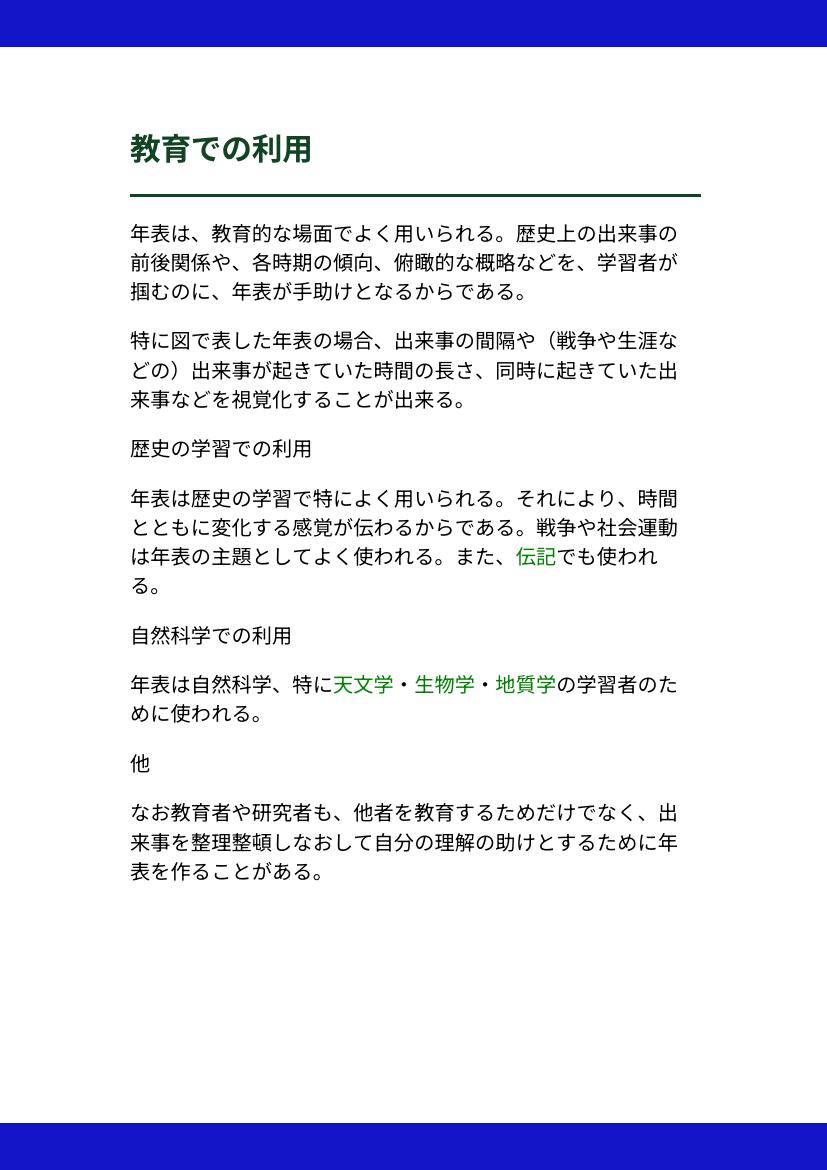 教育での利用
年表は、教育的な場面でよく用いられる。歴史上の出来事の
前後関係や、各時期の傾向、俯瞰的な概略などを、学習者が
掴むのに、年表が手助けとなるからである。
特に図で表した年表の場合、出来事の間隔や（戦争や生涯な
どの）出来事が起きていた時間の長さ、同時に起きていた出
来事などを視覚化することが出来る。
歴史の学習での利用
年表は歴史の学習で特によく用いられる。それにより、時間
とともに変化する感覚が伝わるからである。戦争や社会運動
は年表の主題としてよく使われる。また、伝記でも使われ
る。
自然科学での利用
年表は自然科学、特に天文学・生物学・地質学の学習者のた
めに使われる。
他
なお教育者や研究者も、他者を教育するためだけでなく、出
来事を整理整頓しなおして自分の理解の助けとするために年
表を作ることがある。